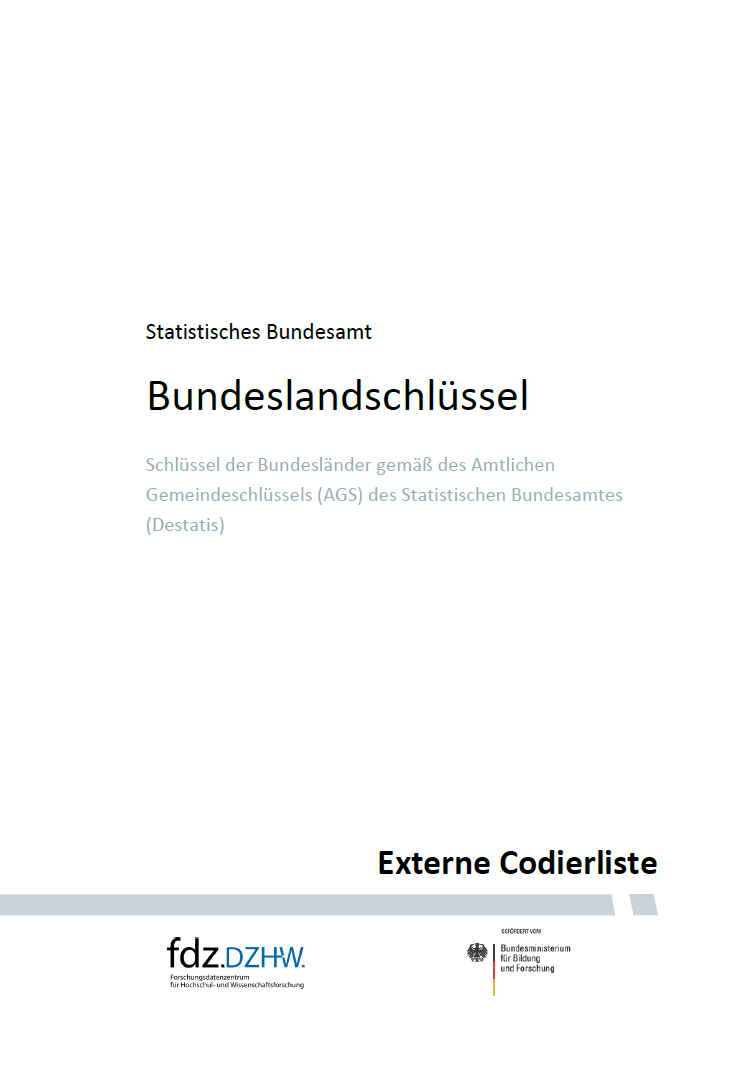 Statistisches Bundesamt
Bundeslandschlüssel
Schlüssel der Bundesländer gemäß des Amtlichen
Gemeindeschlüssels (AGS) des Statistischen Bundesamtes
(Destatis)
Externe Codierliste
fdz.DZHW.
Forschungsdatenzentrum
für Hochschul- und Wissenschaftsforschung
GEFÖRDERT VOM
Bundesministerium
für Bildung
und Forschung